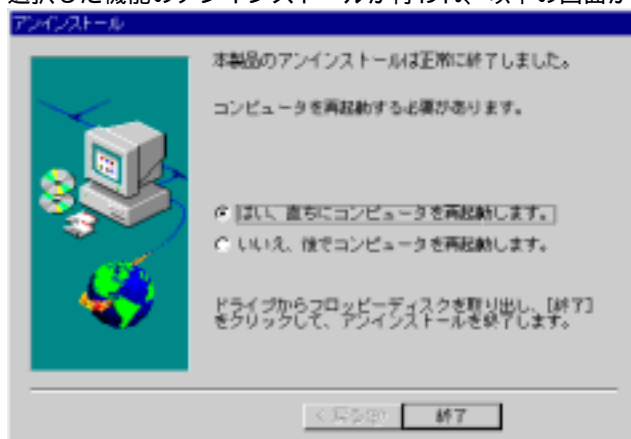 選択した機能のアンインストールが行われ、以下の画面が
アンインストール
本製品のアンインストールは正常に終了しました。
コンピュータを再起動する必要があります。
はい、直ちにコンピュータを再起動します。
いいえ、後でコンピュータを再起動します。
ドライブからフロッピーディスクを取り出し、[終了]
をクリックして、アンインストールを終了します。
< 戻る(B)
終了